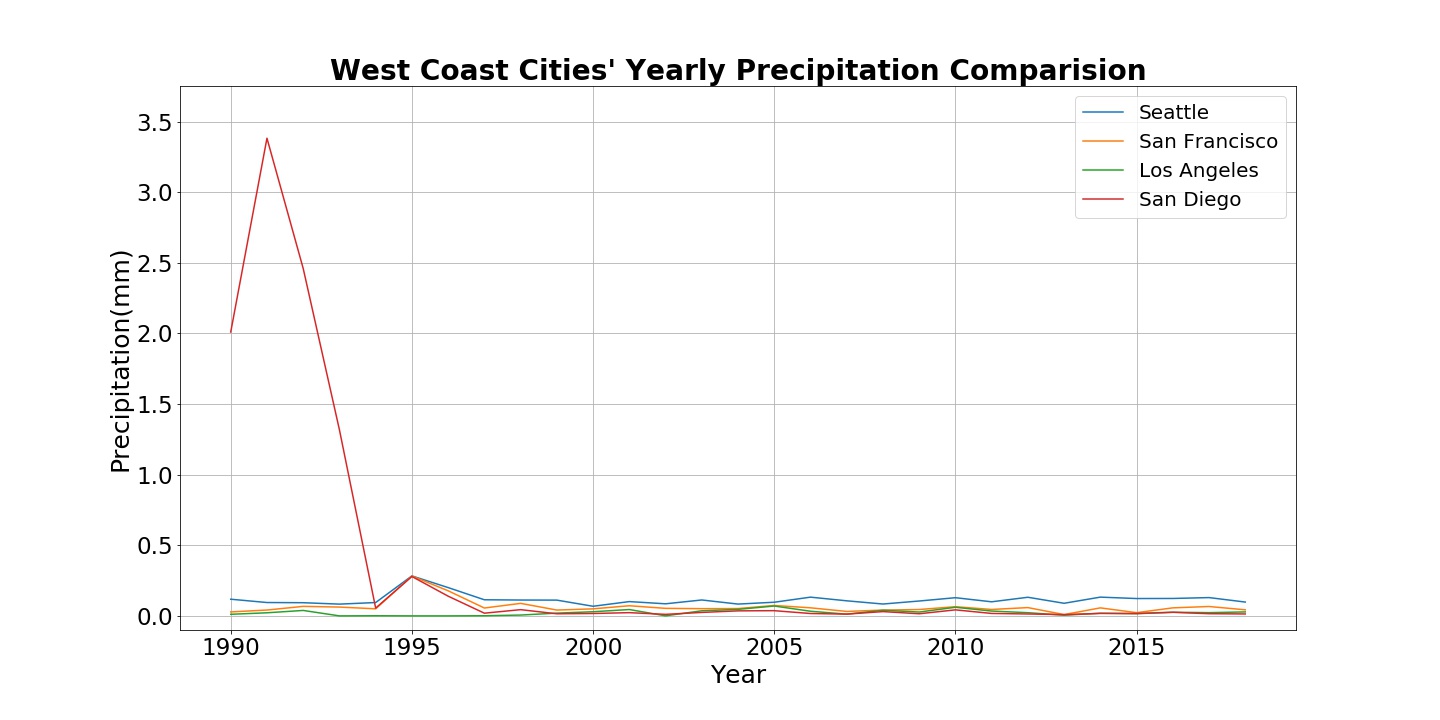 West Coast Cities' Yearly Precipitation Comparision
Seattle
San Francisco
Los Angeles
San Diego
Precipitation(mm)
3.5
3.0
2.5
2.0
1.5
1.0
0.5
0.0
1990 1995 2000 2005 2010 2015
Year